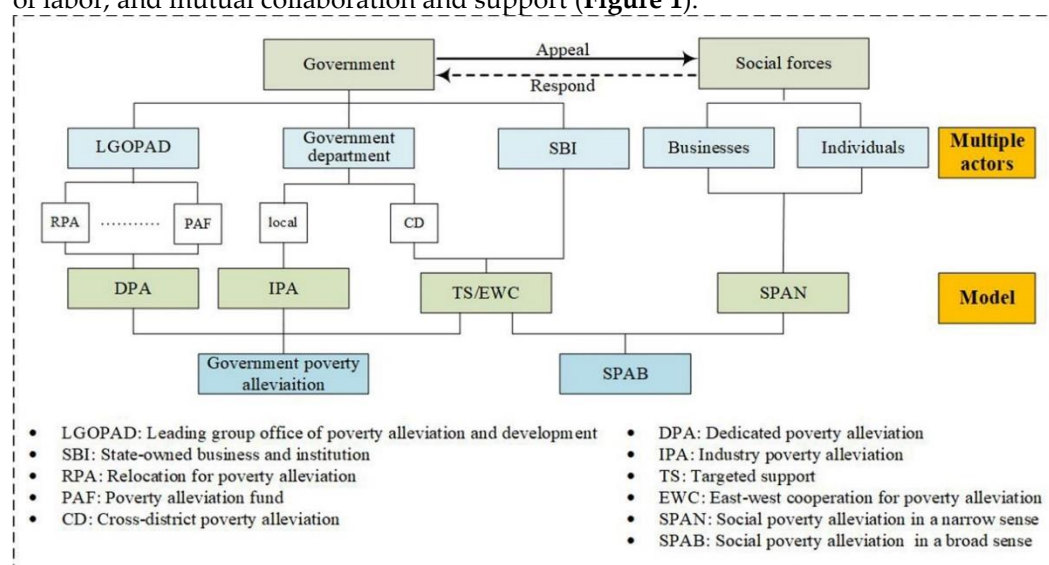 of labor, and mutual collaboration and support (Figure 1).
Government
Appeal
Respond
Social forces
LGOPAD
Government
department
SBI
Businesses
Individuals
Multiple
actors
RPA
...........
PAF
local
CD
DPA
IPA
TS/EWC
SPAN
Model
Government poverty
alleviaition
SPAB
• LGOPAD: Leading group office of poverty alleviation and development
• SBI: State-owned business and institution
• RPA: Relocation for poverty alleviation
• PAF: Poverty alleviation fund
• CD: Cross-district poverty alleviation
• DPA: Dedicated poverty alleviation
• IPA: Industry poverty alleviation
• TS: Targeted support
• EWC: East-west cooperation for poverty alleviation
• SPAN: Social poverty alleviation in a narrow sense
• SPAB: Social poverty alleviation in a broad sense